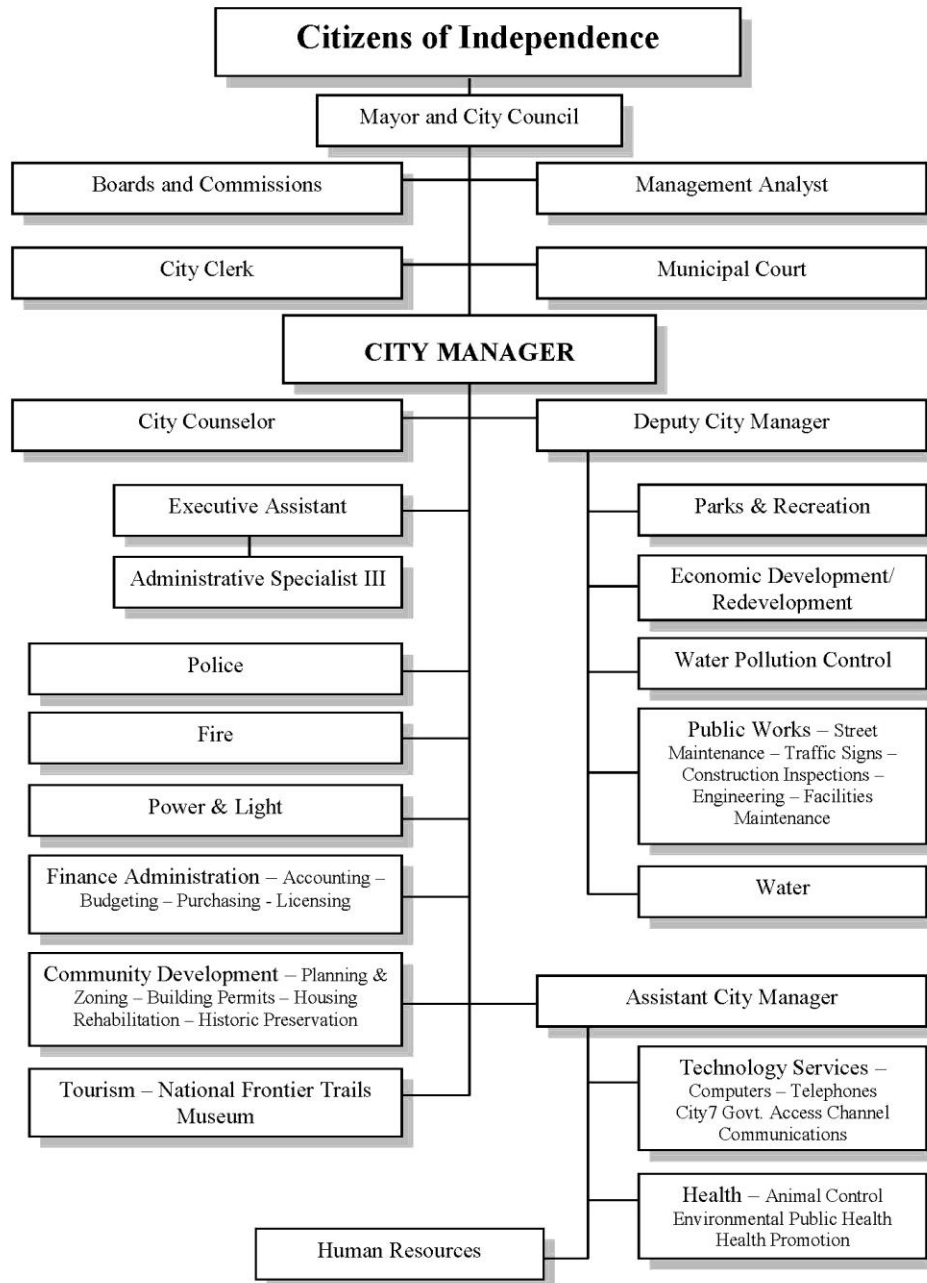 Citizens of Independence
Mayor and City Council
Boards and Commissions
Management Analyst
City Clerk
Municipal Court
CITY MANAGER
City Counselor
Deputy City Manager
Executive Assistant
Administrative Specialist III
Police
Fire
Power & Light
Finance Administration – Accounting –
Budgeting – Purchasing - Licensing
Community Development – Planning &
Zoning – Building Permits – Housing
Rehabilitation – Historic Preservation
Tourism – National Frontier Trails
Museum
Parks & Recreation
Economic Development/
Redevelopment
Water Pollution Control
Public Works – Street
Maintenance – Traffic Signs –
Construction Inspections –
Engineering – Facilities
Maintenance
Water
Assistant City Manager
Technology Services –
Computers – Telephones
City7 Govt. Access Channel
Communications
Health – Animal Control
Environmental Public Health
Health Promotion
Human Resources